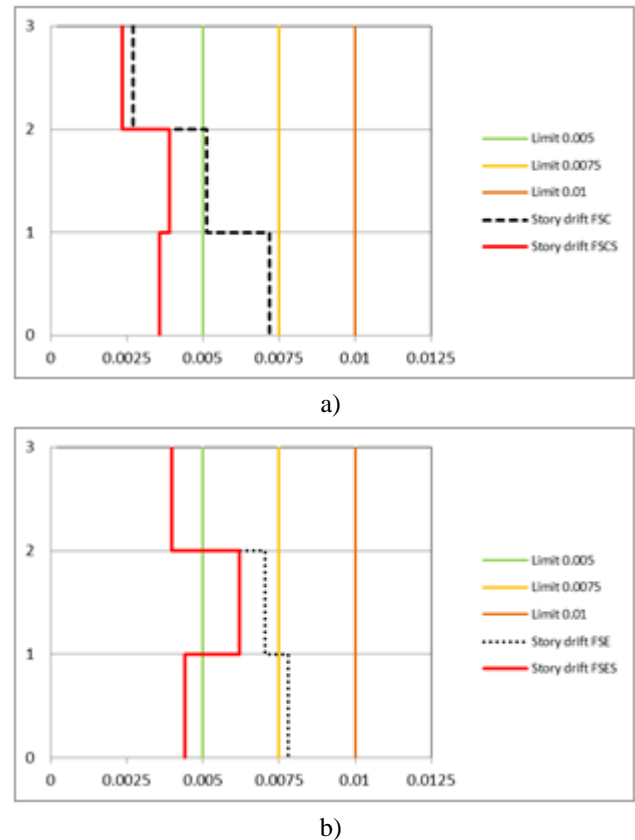 3
2
1
0
0 0.0025 0.005 0.0075 0.01 0.0125
Limit 0.005
Limit 0.0075
Limit 0.01
Story drift FSC
Story drift FSCS
a)
3
2
1
0
0 0.0025 0.005 0.0075 0.01 0.0125
Limit 0.005
Limit 0.0075
Limit 0.01
Story drift FSE
Story drift FSES
b)